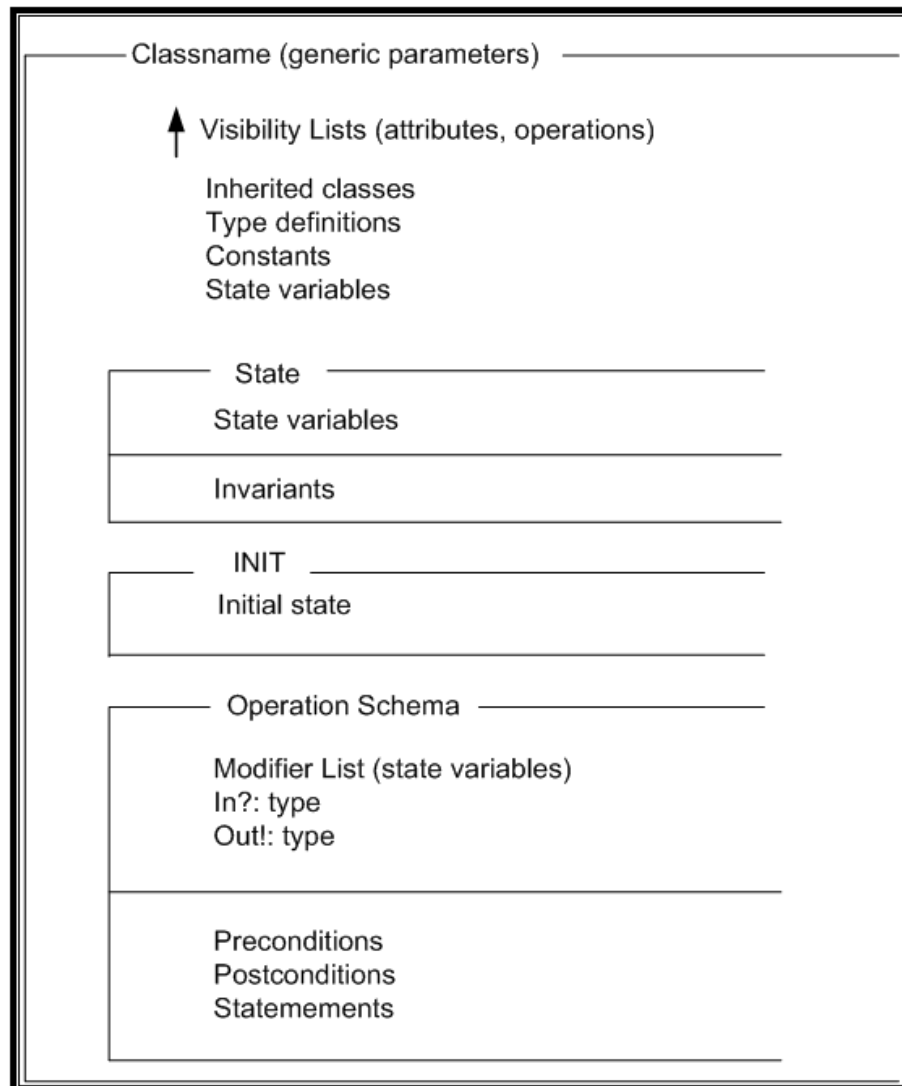 Classname (generic parameters)
Visibility Lists (attributes, operations)
Inherited classes
Type definitions
Constants
State variables
State
State variables
Invariants
INIT
Initial state
Operation Schema
Modifier List (state variables)
In?: type
Out!: type
Preconditions
Postconditions
Statemements